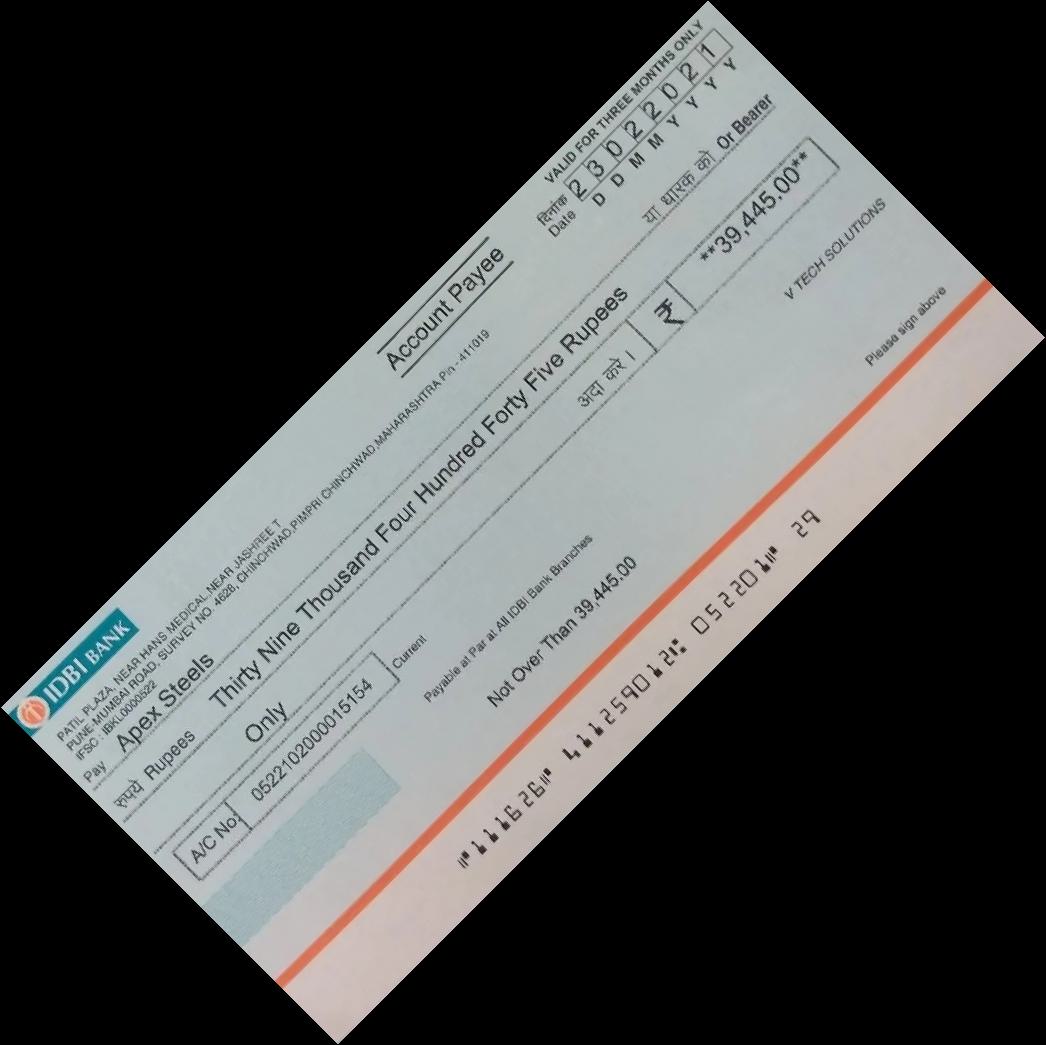 IDBI BANK
PATIL PLAZA, NEAR HANS MEDICAL,NEAR JASHREE T
PUNE-MUMBAI ROAD, SURVEY NO. 4628, CHINCHWAD,PIMPRI CHINCHWAD,MAHARASHTRA Pin - 411019
IFSC : IBKL0000522
Account Payee
VALID FOR THREE MONTHS ONLY
दिनांक
Date
2 3 0 2 2 0 2 1
D D M M Y Y Y Y
Pay Apex Steels या धारक को Or Bearer
रुपये Rupees Thirty Nine Thousand Four Hundred Forty Five Rupees
Only अदा करे । ₹ **39,445.00**
A/C No: 0522102000015154 Current
V TECH SOLUTIONS
Payable at Par at All IDBI Bank Branches
Please sign above
Not Over Than 39,445.00
⑈111626⑈ 411259012⑆ 052201⑈ 29